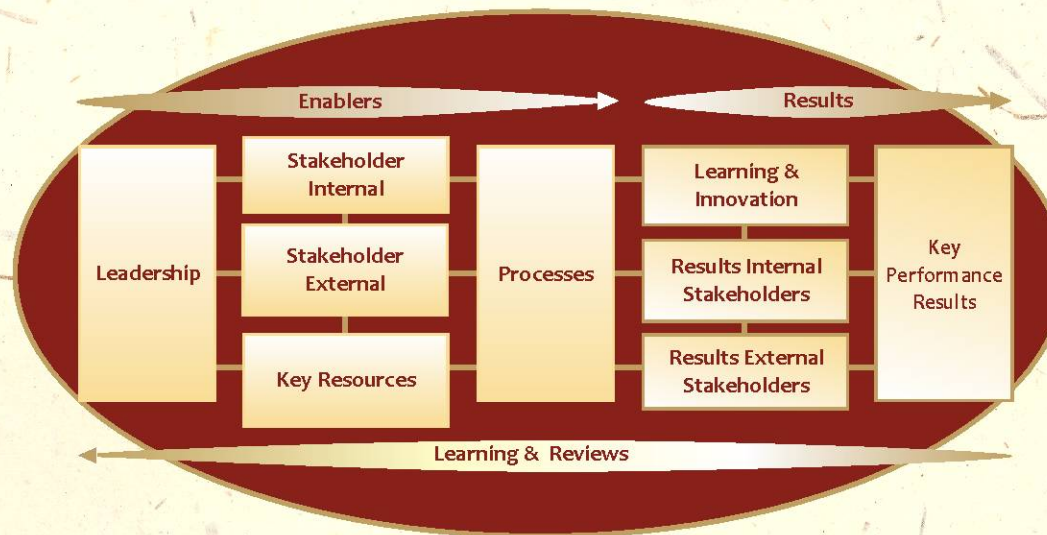 Enablers
Results
Leadership
Stakeholder
Internal
Stakeholder
External
Key Resources
Processes
Learning &
Innovation
Results Internal
Stakeholders
Results External
Stakeholders
Key
Performance
Results
Learning & Reviews